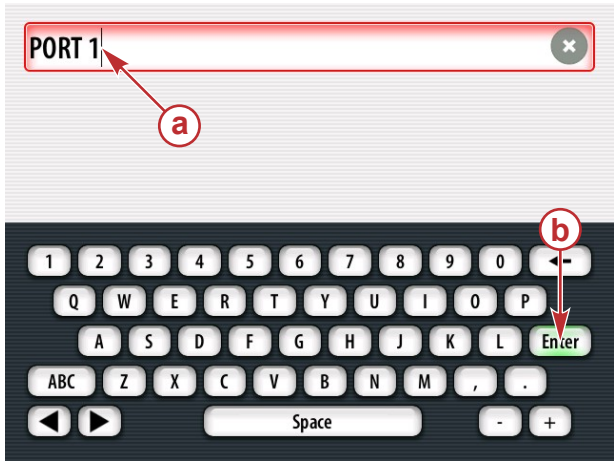 PORT 1
a
b
1 2 3 4 5 6 7 8 9 0
Q W E R T Y U I O P
A S D F G H J K L Enter
ABC Z X C V B N M , .
Space - +